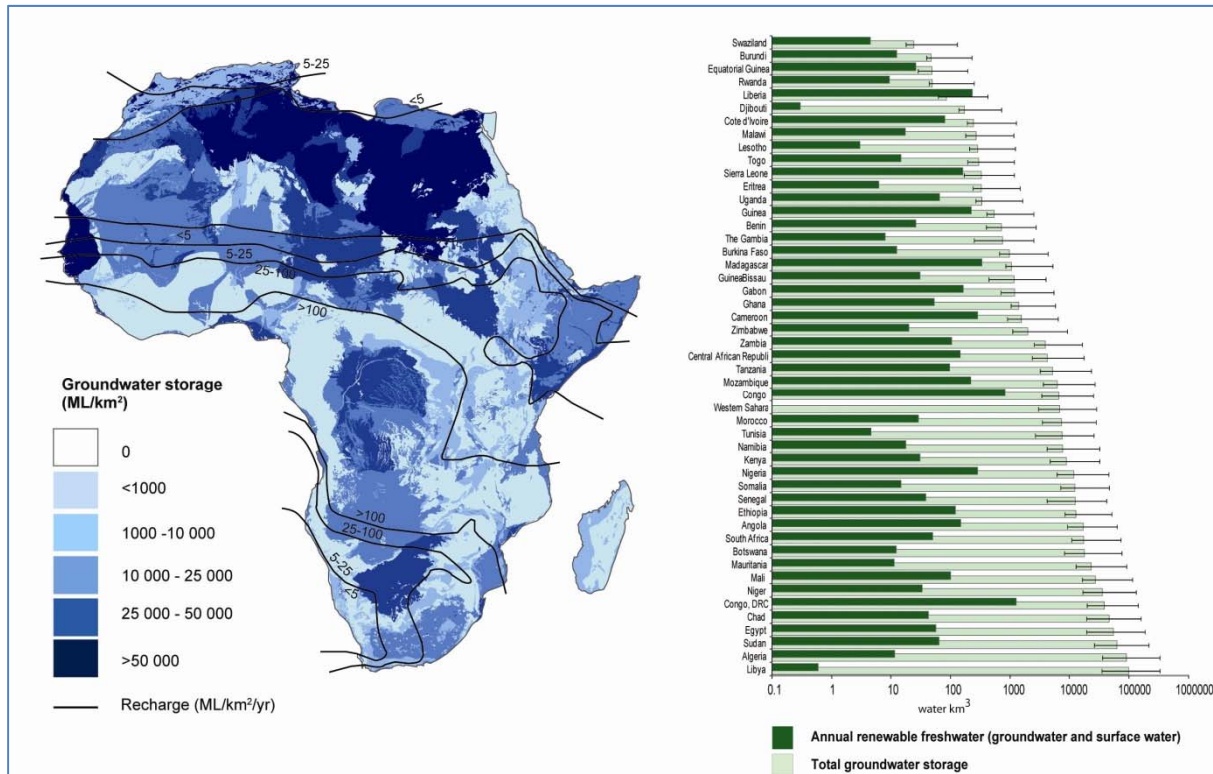 5-25
<5
<5
5-25
25-100
>100
100
25-100
5-25
<5
Groundwater storage
(ML/km²)
0
<1000
1000 -10 000
10 000 - 25 000
25 000 - 50 000
>50 000
Recharge (ML/km²/yr)
Swaziland
Burundi
Equatorial Guinea
Rwanda
Liberia
Djibouti
Cote d'Ivoire
Malawi
Lesotho
Togo
Sierra Leone
Eritrea
Uganda
Guinea
Benin
The Gambia
Burkina Faso
Madagascar
GuineaBissau
Gabon
Ghana
Cameroon
Zimbabwe
Zambia
Central African Republi
Tanzania
Mozambique
Congo
Western Sahara
Morocco
Tunisia
Namibia
Kenya
Nigeria
Somalia
Senegal
Ethiopia
Angola
South Africa
Botswana
Mauritania
Mali
Niger
Congo, DRC
Chad
Egypt
Sudan
Algeria
Libya
0.1 1 10 100 1000 10000 100000 1000000
water km³
Annual renewable freshwater (groundwater and surface water)
Total groundwater storage